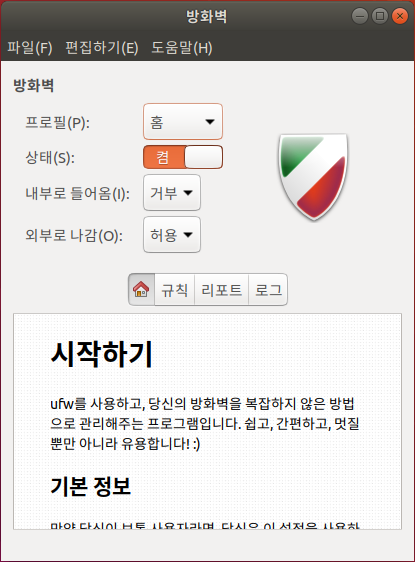 방화벽
파일(F) 편집하기(E) 도움말(H)
방화벽
프로필(P): 홈
상태(S): 켬
내부로 들어옴(I): 거부
외부로 나감(O): 허용
규칙 리포트 로그
시작하기
ufw를 사용하고, 당신의 방화벽을 복잡하지 않은 방법
으로 관리해주는 프로그램입니다. 쉽고, 간편하고, 멋질
뿐만 아니라 유용합니다! :)
기본 정보
만약 당신이 보통 사용자라면, 당신은 이 설정을 사용하